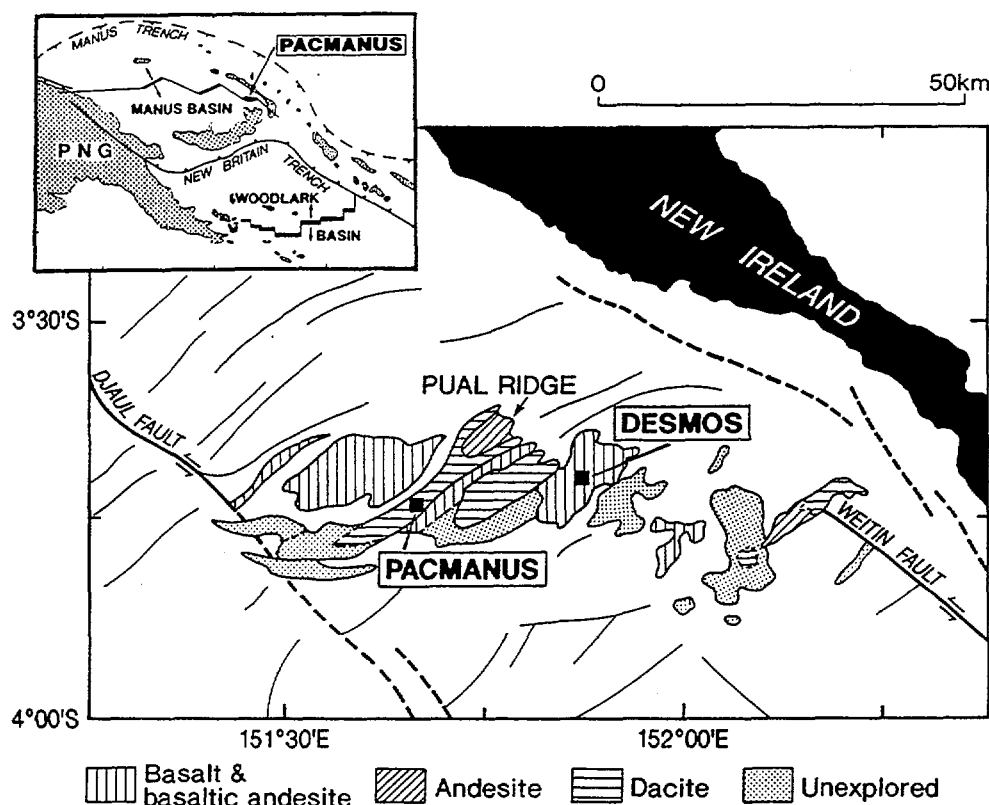 MANUS
TRENCH
PACMANUS
MANUS BASIN
PNG
NEW BRITAIN
TRENCH
WOODLARK
BASIN
0 50km
NEW IRELAND
3°30'S
DJAUL FAULT
PUAL RIDGE
DESMOS
PACMANUS
WEITIN FAULT
4°00'S
151°30'E 152°00'E
Basalt &
basaltic andesite
Andesite
Dacite
Unexplored